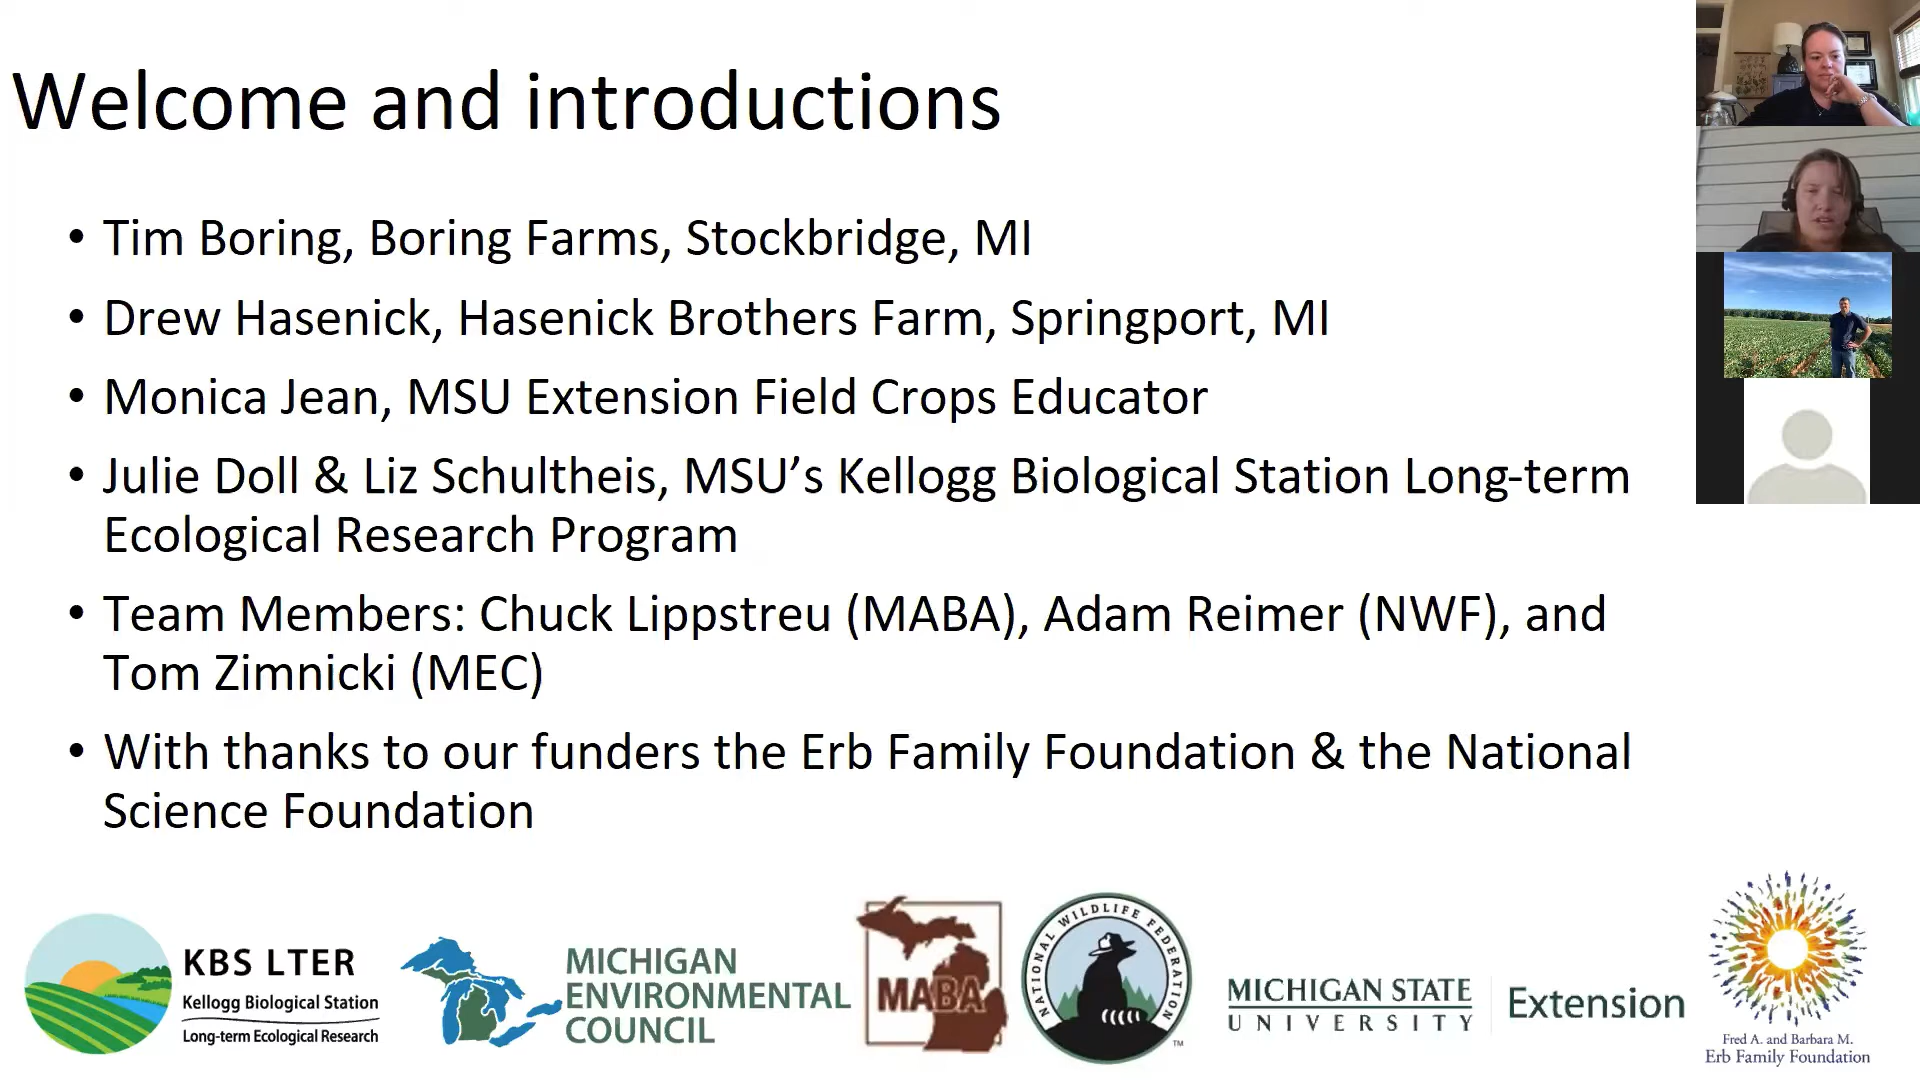 Welcome and introductions
• Tim Boring, Boring Farms, Stockbridge, MI
• Drew Hasenick, Hasenick Brothers Farm, Springport, MI
• Monica Jean, MSU Extension Field Crops Educator
• Julie Doll & Liz Schultheis, MSU’s Kellogg Biological Station Long-term
Ecological Research Program
• Team Members: Chuck Lippstreu (MABA), Adam Reimer (NWF), and
Tom Zimnicki (MEC)
• With thanks to our funders the Erb Family Foundation & the National
Science Foundation
KBS LTER
Kellogg Biological Station
Long-term Ecological Research
MICHIGAN
ENVIRONMENTAL
COUNCIL
MABA
NATIONAL WILDLIFE FEDERATION
TM
MICHIGAN STATE
UNIVERSITY
Extension
Fred A. and Barbara M.
Erb Family Foundation